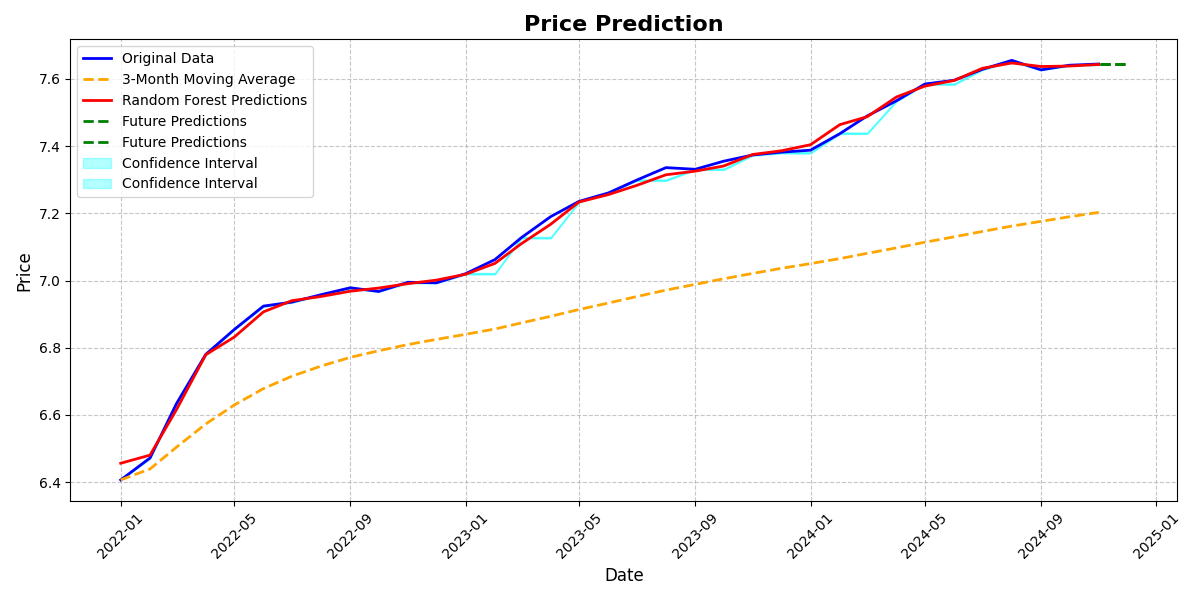 Price Prediction
Original Data
3-Month Moving Average
Random Forest Predictions
Future Predictions
Future Predictions
Confidence Interval
Confidence Interval
Price
7.6
7.4
7.2
7.0
6.8
6.6
6.4
2022-01
2022-05
2022-09
2023-01
2023-05
2023-09
2024-01
2024-05
2024-09
2025-01
Date